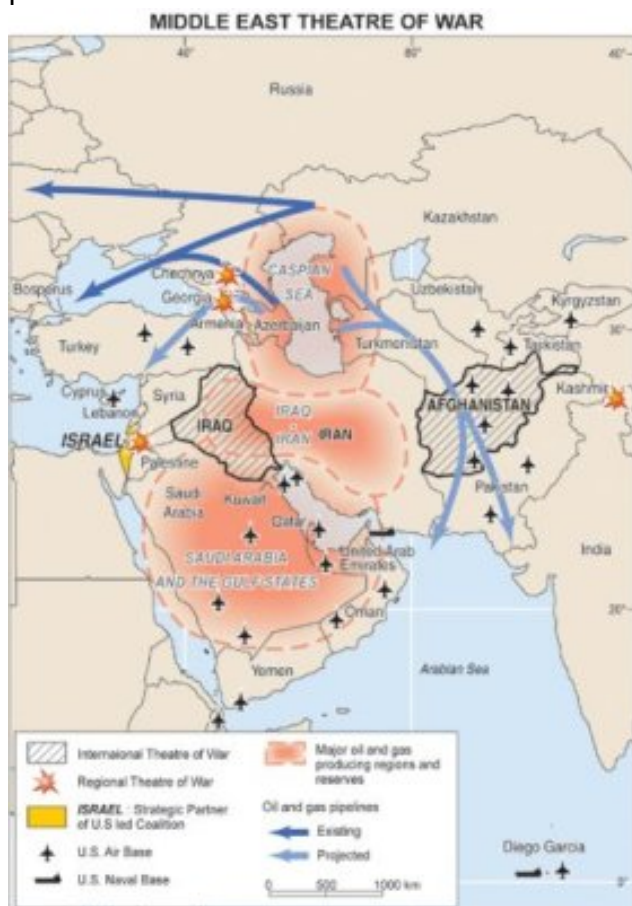 MIDDLE EAST THEATRE OF WAR
40°
60°
40°
Russia
Kazakhstan
Chechnya
CASPIAN
SEA
Bosporus
Georgia
Uzbekistan
Kyrgyzstan
Armenia
Azerbaijan
30°
Turkey
Turkmenistan
Cyprus
Syria
Lebanon
Kashmir
IRAQ
IRAQ
IRAN
IRAN
AFGHANISTAN
ISRAEL
Palestine
Saudi
Arabia
Kuwait
Pakistan
Qatar
India
SAUDI ARABIA
AND THE GULF STATES
United Arab
Emirates
Oman
20°
Yemen
Arabian Sea
Internaional Theatre of War
Regional Theatre of War
ISRAEL : Strategic Partner
of U.S led Coalition
U.S. Air Base
U.S. Naval Base
Major oil and gas
producing regions and
reserves
Oil and gas pipelines
Existing
Projected
0 500 1000 km
Diego Garcia